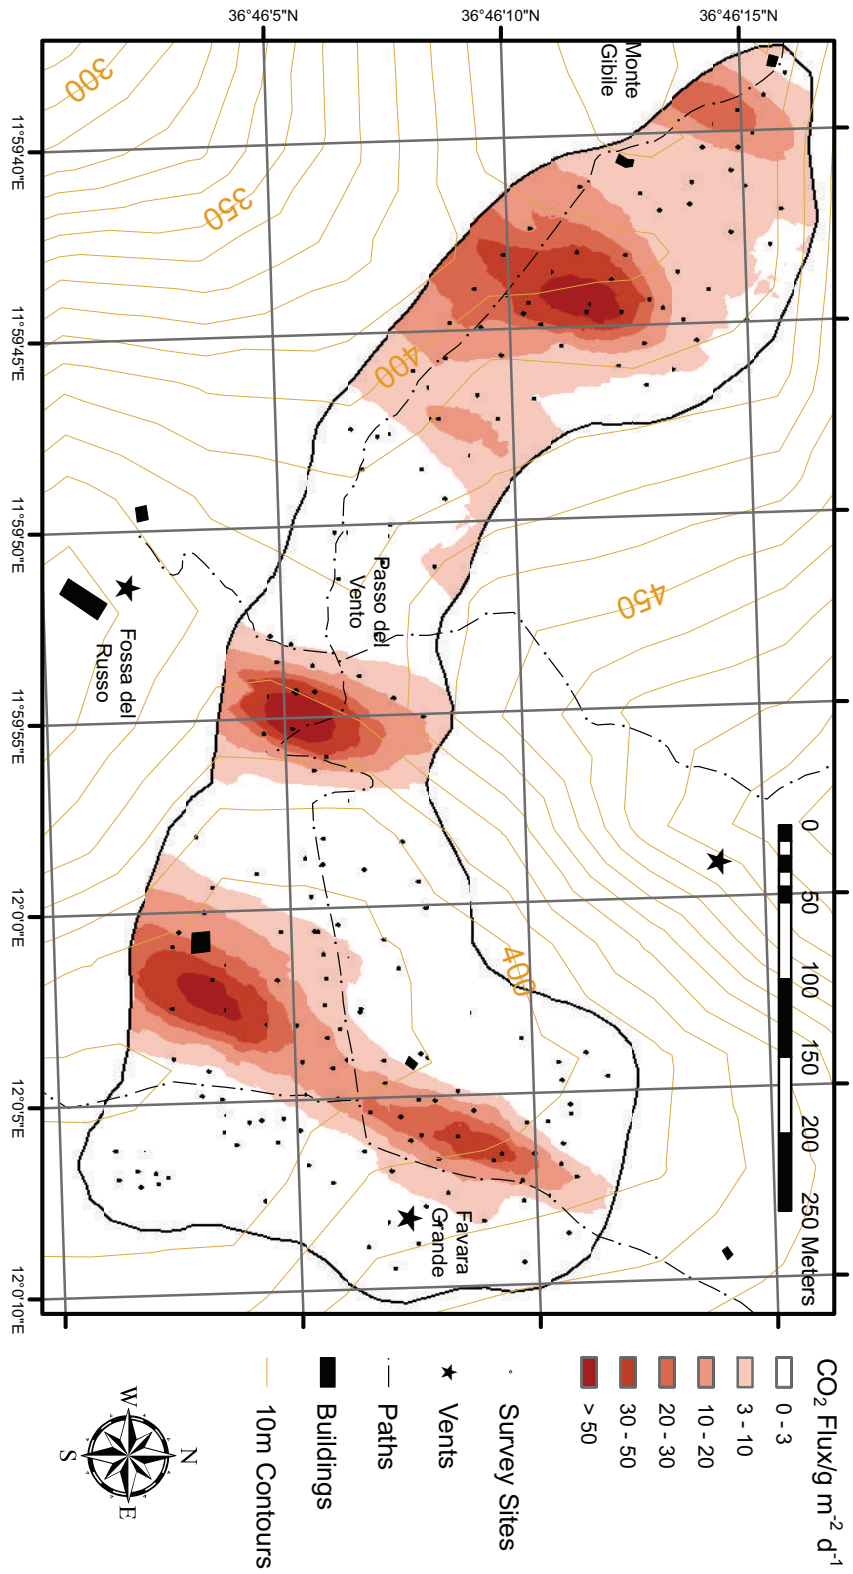 36°46'5"N
36°46'10"N
36°46'15"N
11°59'40"E
11°59'45"E
11°59'50"E
11°59'55"E
12°0'0"E
12°0'5"E
12°0'10"E
Monte
Gibile
300
350
400
450
400
Passo del
Vento
Fossa del
Russo
Favara
Grande
0
50
100
150
200
250 Meters
CO₂ Flux/g m⁻² d⁻¹
0 - 3
3 - 10
10 - 20
20 - 30
30 - 50
> 50
Survey Sites
Vents
Paths
Buildings
10m Contours
N
W
E
S